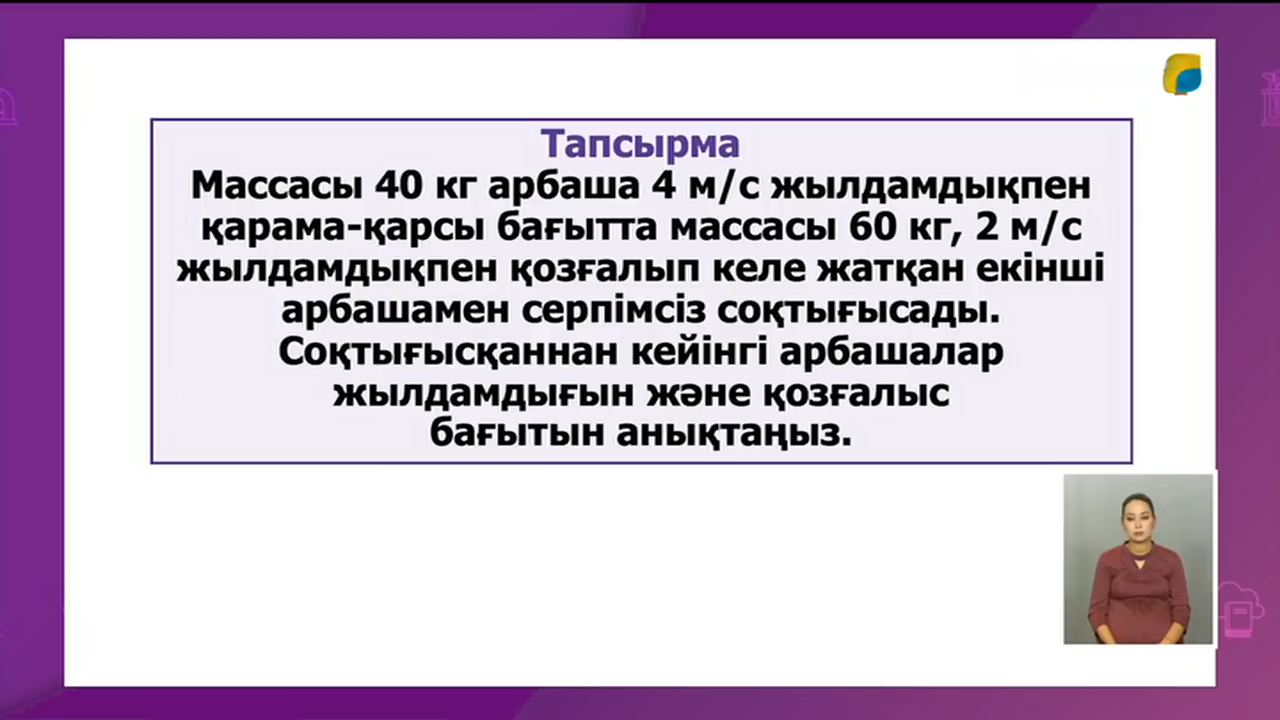 Тапсырма
Массасы 40 кг арбаша 4 м/с жылдамдықпен
қарама-қарсы бағытта массасы 60 кг, 2 м/с
жылдамдықпен қозғалып келе жатқан екінші
арбашамен серпімсіз соқтығысады.
Соқтығысқаннан кейінгі арбашалар
жылдамдығын және қозғалыс
бағытын анықтаңыз.